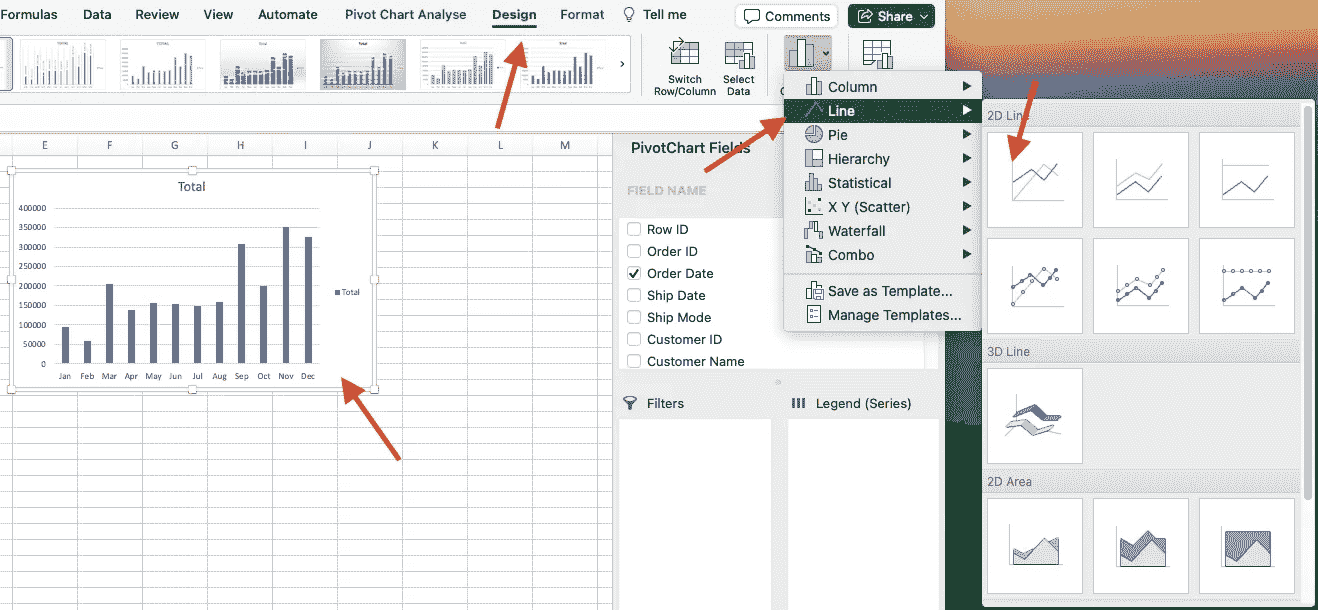 Formulas Data Review View Automate Pivot Chart Analyse Design Format Tell me Comments Share
Switch Row/Column
Select Data
Column
Line
Pie
Hierarchy
Statistical
X Y (Scatter)
Waterfall
Combo
Save as Template...
Manage Templates...
2D Line
3D Line
2D Area
E F G H I J K L M
Total
400000
350000
300000
250000
200000
150000
100000
50000
0
Jan Feb Mar Apr May Jun Jul Aug Sep Oct Nov Dec
Total
PivotChart Fields
FIELD NAME
Row ID
Order ID
Order Date
Ship Date
Ship Mode
Customer ID
Customer Name
Filters
Legend (Series)